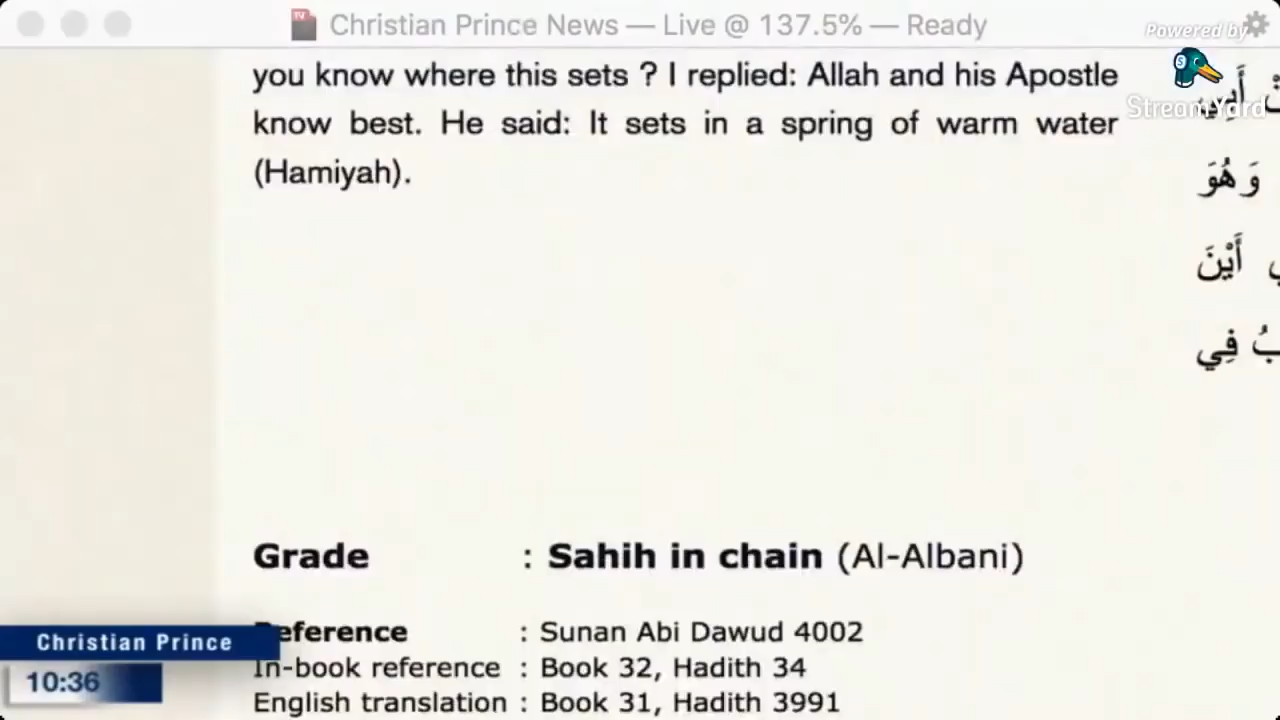 Christian Prince News — Live @ 137.5% — Ready
Powered by
StreamYard
you know where this sets ? I replied: Allah and his Apostle
know best. He said: It sets in a spring of warm water
(Hamiyah).
وَهُوَ
أَيْنَ
فِي
Grade : Sahih in chain (Al-Albani)
Reference : Sunan Abi Dawud 4002
In-book reference : Book 32, Hadith 34
English translation : Book 31, Hadith 3991
Christian Prince
10:36